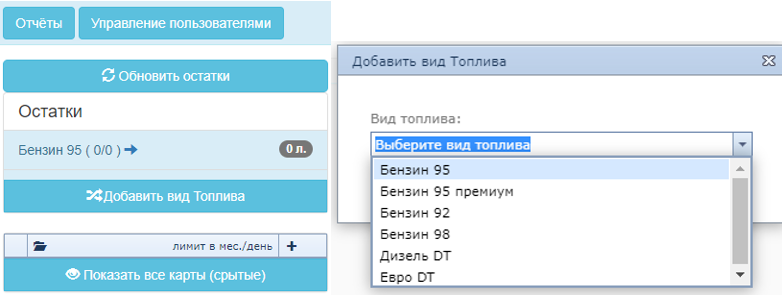 Отчёты
Управление пользователями
Обновить остатки
Остатки
Бензин 95 ( 0/0 )
0 л.
Добавить вид Топлива
лимит в мес./день
+
Показать все карты (срытые)
Добавить вид Топлива
Вид топлива:
Выберите вид топлива
Бензин 95
Бензин 95 премиум
Бензин 92
Бензин 98
Дизель DT
Евро DT